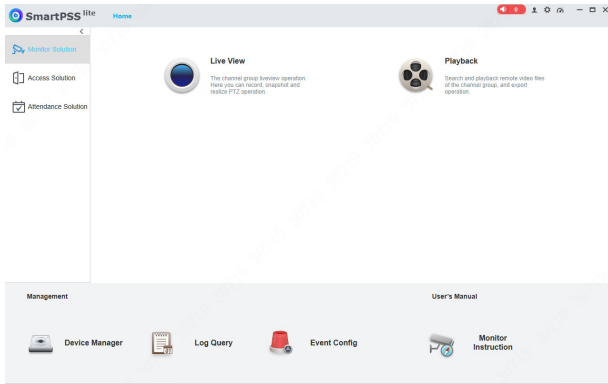 SmartPSS lite
Home
0
Monitor Solution
Access Solution
Attendance Solution
Live View
The channel group liveview operation.
Here you can record, snapshot and
realize PTZ operation.
Playback
Search and playback remote video files
of the channel group, and export
operation.
Management
Device Manager
Log Query
Event Config
User's Manual
Monitor
Instruction